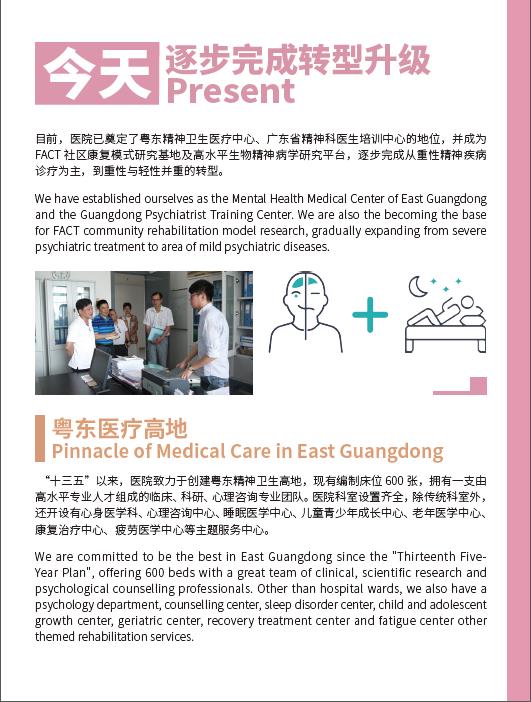 今天
逐步完成转型升级
Present
目前，医院已奠定了粤东精神卫生医疗中心、广东省精神科医生培训中心的地位，并成为
FACT 社区康复模式研究基地及高水平生物精神病学研究平台，逐步完成从重性精神疾病
诊疗为主，到重性与轻性并重的转型。
We have established ourselves as the Mental Health Medical Center of East Guangdong
and the Guangdong Psychiatrist Training Center. We are also the becoming the base
for FACT community rehabilitation model research, gradually expanding from severe
psychiatric treatment to area of mild psychiatric diseases.
粤东医疗高地
Pinnacle of Medical Care in East Guangdong
“十三五”以来，医院致力于创建粤东精神卫生高地，现有编制床位 600 张，拥有一支由
高水平专业人才组成的临床、科研、心理咨询专业团队。医院科室设置齐全，除传统科室外，
还开设有心身医学科、心理咨询中心、睡眠医学中心、儿童青少年成长中心、老年医学中心、
康复治疗中心、疲劳医学中心等主题服务中心。
We are committed to be the best in East Guangdong since the "Thirteenth Five-
Year Plan", offering 600 beds with a great team of clinical, scientific research and
psychological counselling professionals. Other than hospital wards, we also have a
psychology department, counselling center, sleep disorder center, child and adolescent
growth center, geriatric center, recovery treatment center and fatigue center other
themed rehabilitation services.